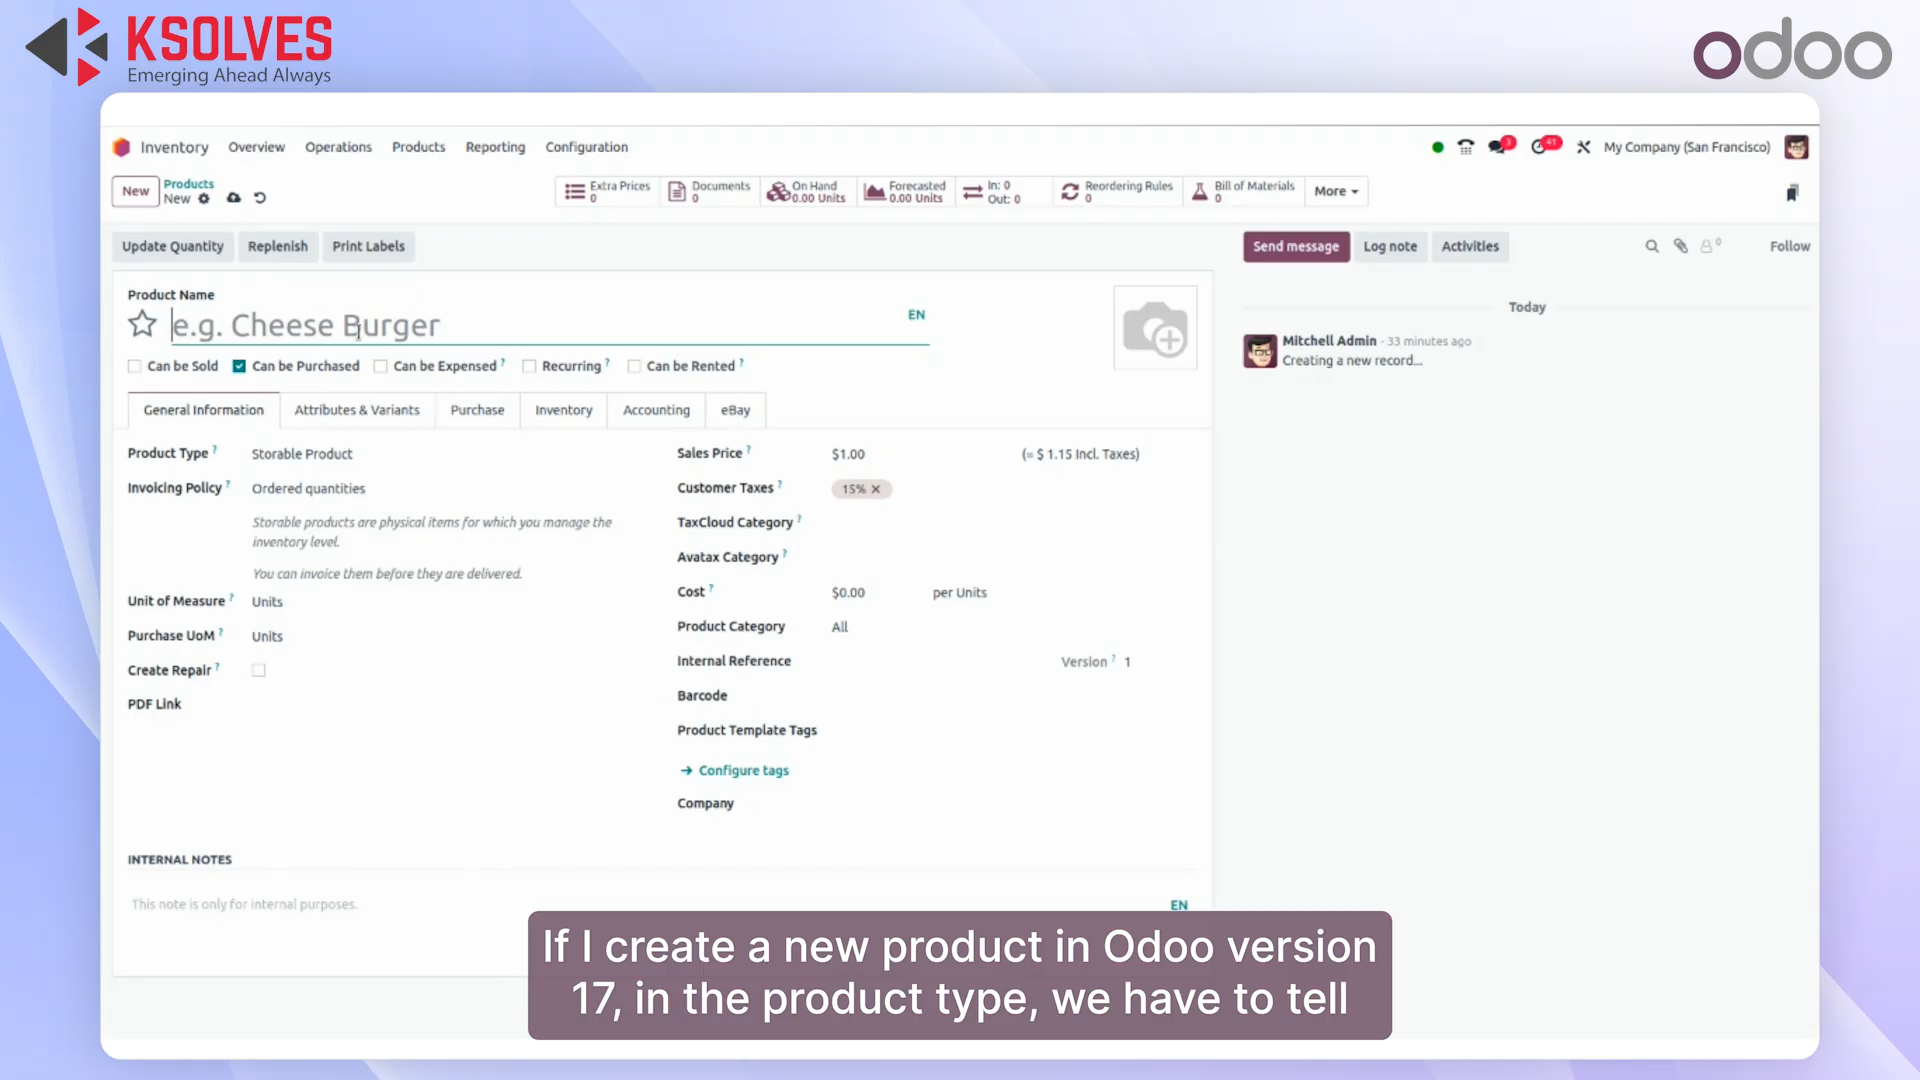 KSOLVES
Emerging Ahead Always
odoo
Inventory Overview Operations Products Reporting Configuration
3 41 My Company (San Francisco)
New Products
New
Extra Prices
0
Documents
0
On Hand
0.00 Units
Forecasted
0.00 Units
In: 0
Out: 0
Reordering Rules
0
Bill of Materials
0
More
Update Quantity Replenish Print Labels
Send message Log note Activities 0 Follow
Product Name
e.g. Cheese Burger EN
Can be Sold Can be Purchased Can be Expensed ? Recurring ? Can be Rented ?
General Information Attributes & Variants Purchase Inventory Accounting eBay
Product Type ? Storable Product
Invoicing Policy ? Ordered quantities
Storable products are physical items for which you manage the
inventory level.
You can invoice them before they are delivered.
Unit of Measure ? Units
Purchase UoM ? Units
Create Repair ?
PDF Link
Sales Price ? $1.00 (= $ 1.15 Incl. Taxes)
Customer Taxes ? 15% ×
TaxCloud Category ?
Avatax Category ?
Cost ? $0.00 per Units
Product Category All
Internal Reference Version ? 1
Barcode
Product Template Tags
→ Configure tags
Company
INTERNAL NOTES
This note is only for internal purposes.
EN
Today
Mitchell Admin - 33 minutes ago
Creating a new record...
If I create a new product in Odoo version
17, in the product type, we have to tell